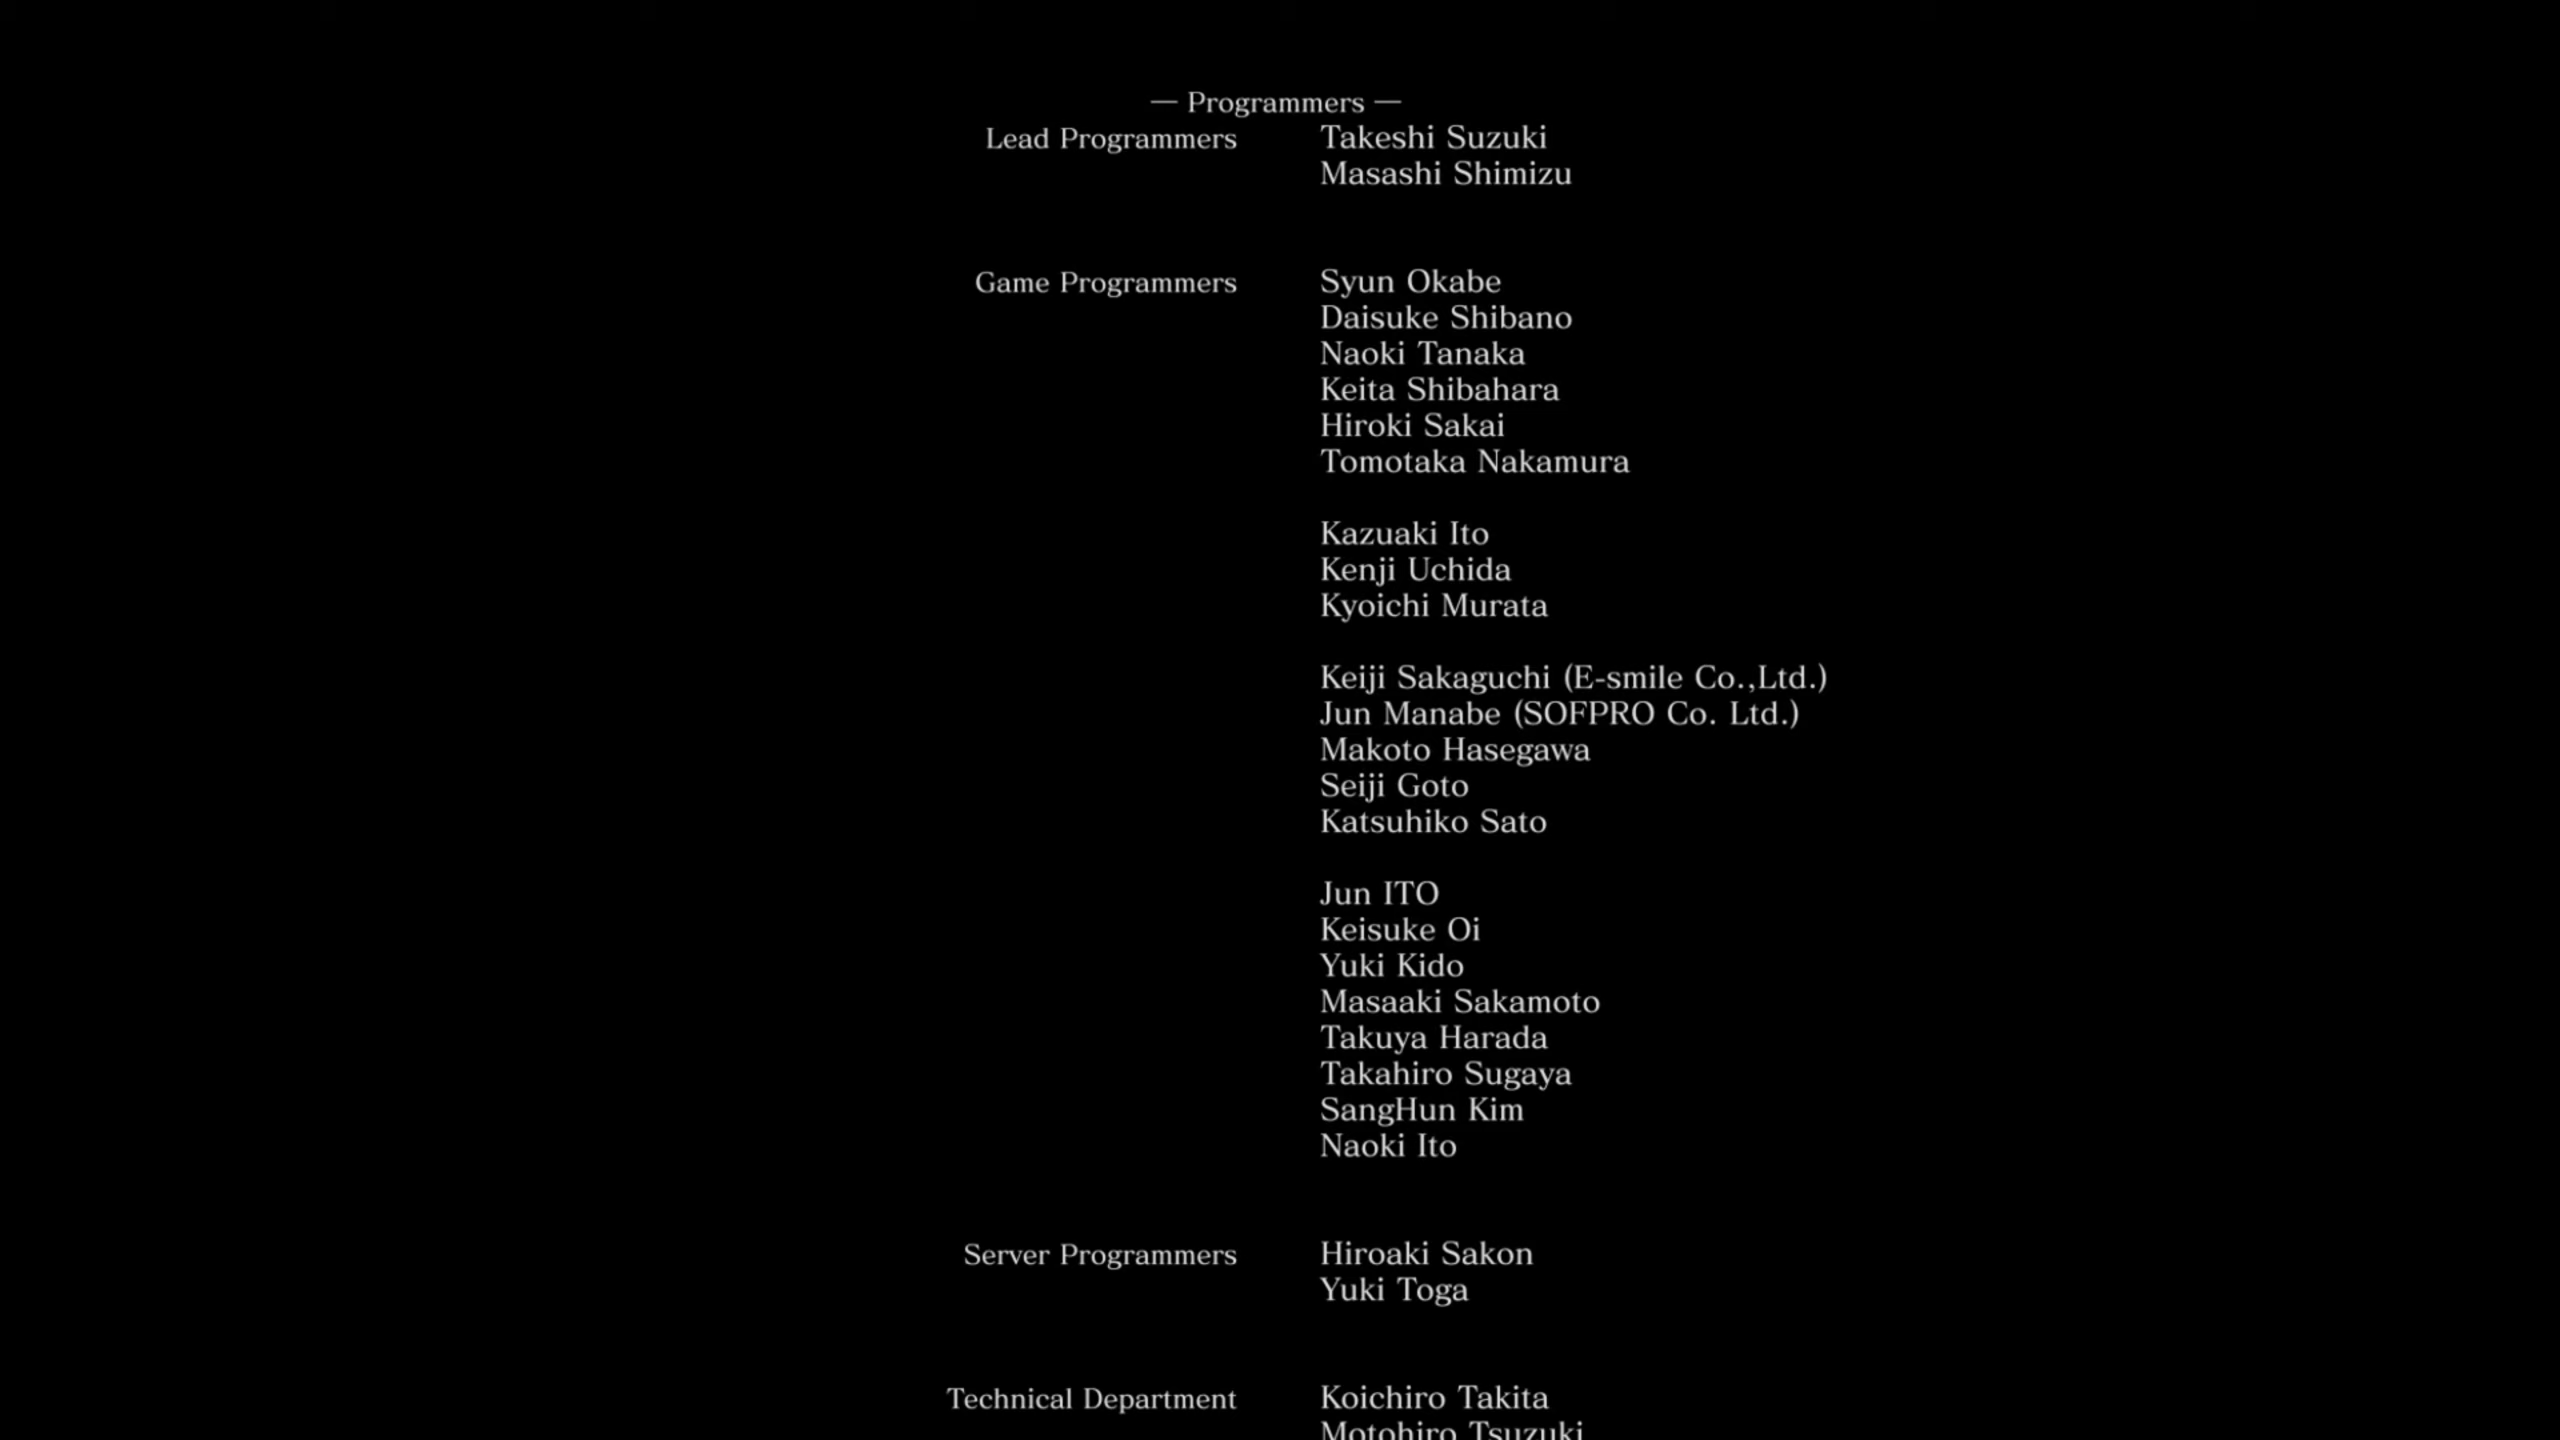 — Programmers —
Lead Programmers Takeshi Suzuki
Masashi Shimizu
Game Programmers Syun Okabe
Daisuke Shibano
Naoki Tanaka
Keita Shibahara
Hiroki Sakai
Tomotaka Nakamura
Kazuaki Ito
Kenji Uchida
Kyoichi Murata
Keiji Sakaguchi (E-smile Co.,Ltd.)
Jun Manabe (SOFPRO Co. Ltd.)
Makoto Hasegawa
Seiji Goto
Katsuhiko Sato
Jun ITO
Keisuke Oi
Yuki Kido
Masaaki Sakamoto
Takuya Harada
Takahiro Sugaya
SangHun Kim
Naoki Ito
Server Programmers Hiroaki Sakon
Yuki Toga
Technical Department Koichiro Takita
Motohiro Tsuzuki